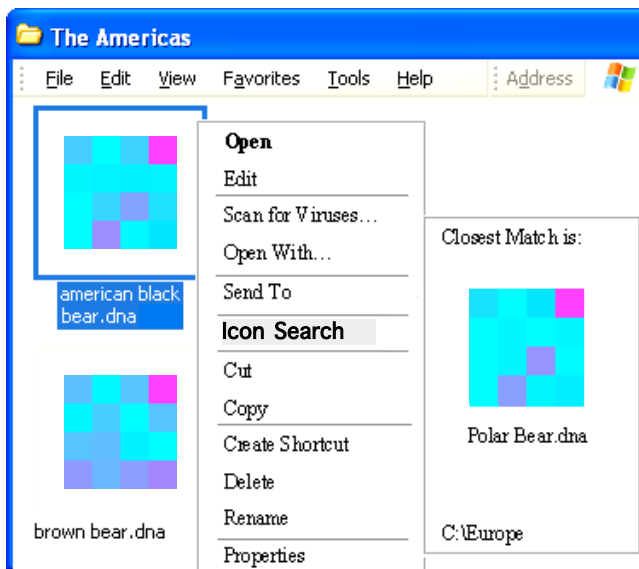 The Americas
File Edit View Favorites Tools Help Address
american black
bear.dna
brown bear.dna
Open
Edit
Scan for Viruses...
Open With...
Send To
Icon Search
Cut
Copy
Create Shortcut
Delete
Rename
Properties
Closest Match is:
Polar Bear.dna
C:\Europe